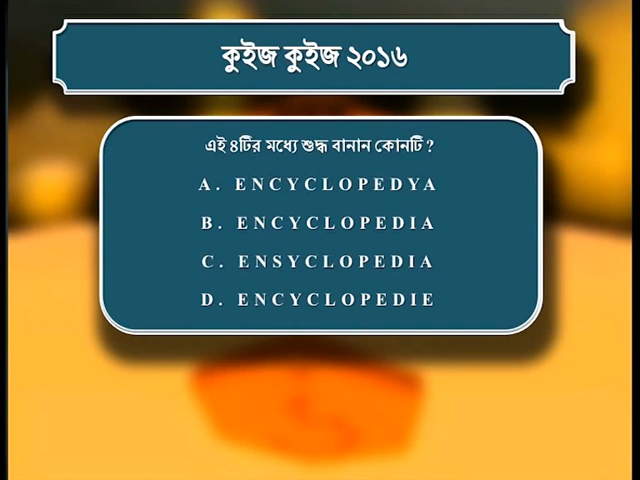 কুইজ কুইজ ২০১৬
এই ৪টির মধ্যে শুদ্ধ বানান কোনটি ?
A. ENCYCLOPEDYA
B. ENCYCLOPEDIA
C. ENSYCLOPEDIA
D. ENCYCLOPEDIE